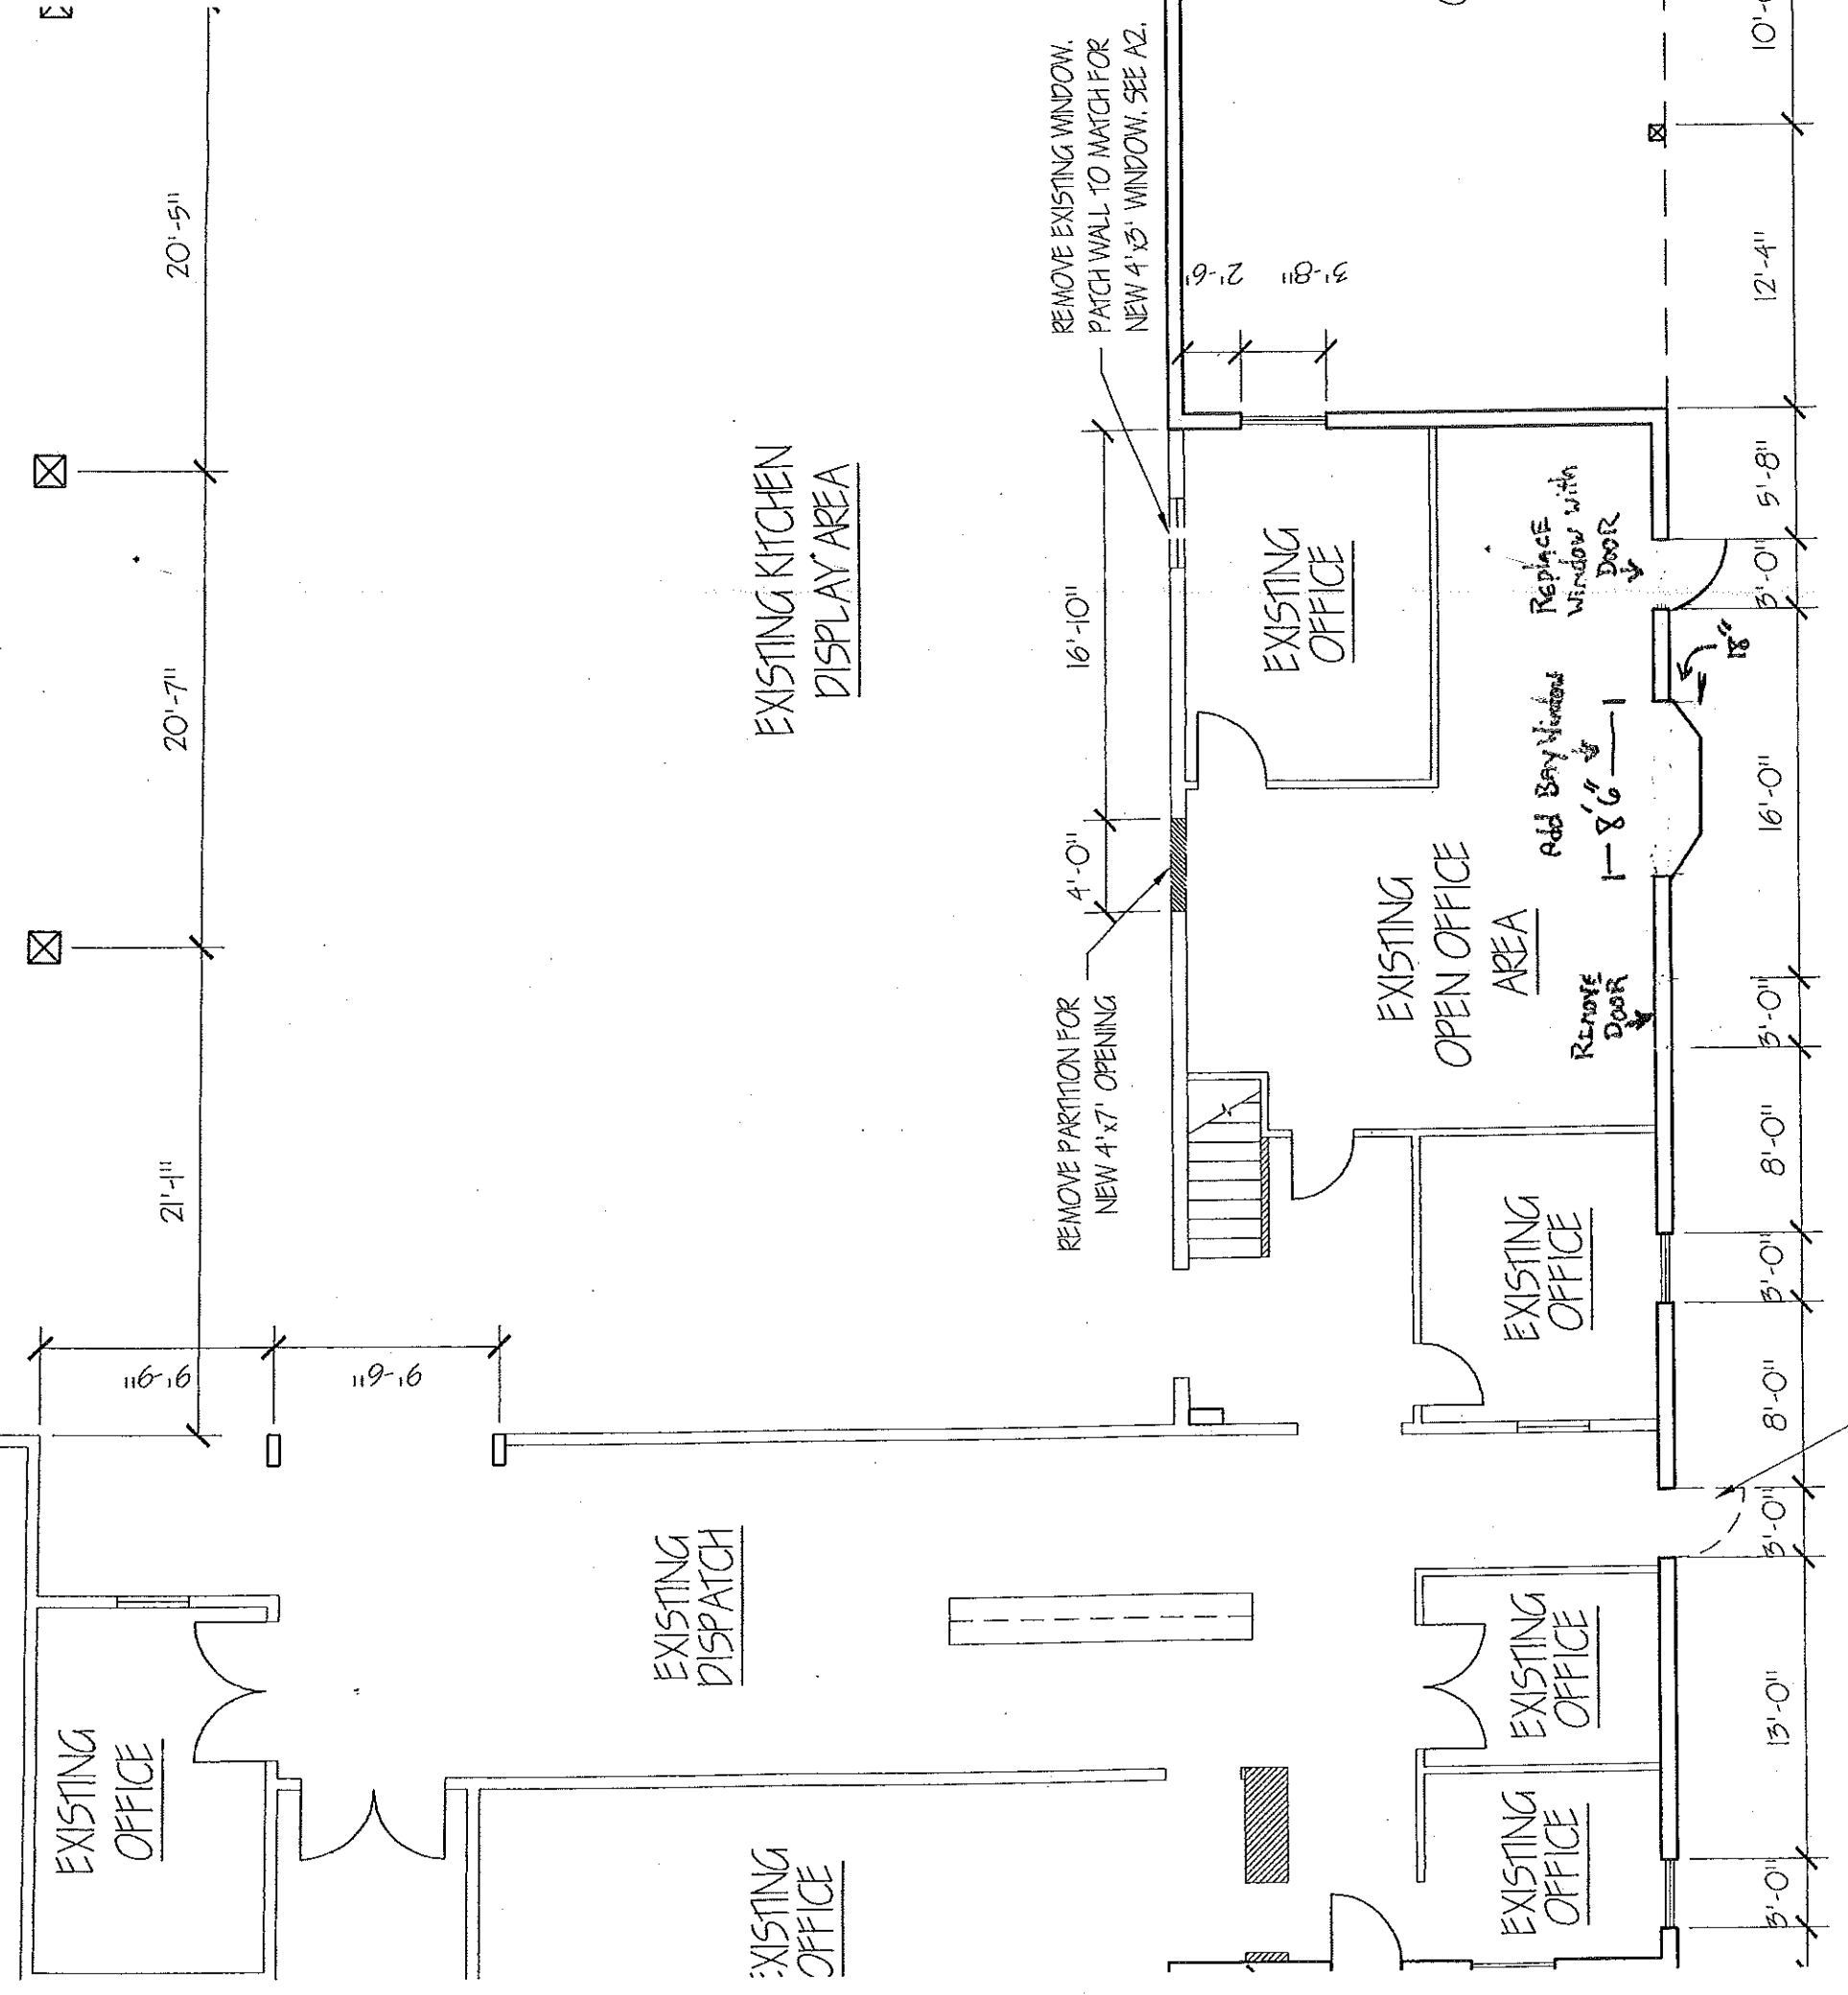 20'-5"
20'-7"
21'-1"
9'-9"
9'-6"
EXISTING KITCHEN
DISPLAY AREA
REMOVE EXISTING WINDOW.
PATCH WALL TO MATCH FOR
NEW 4'x3' WINDOW. SEE A2.
2'-6"
3'-8"
16'-10"
4'-0"
REMOVE PARTITION FOR
NEW 4'x7' OPENING
EXISTING
OFFICE
EXISTING
OPEN OFFICE
AREA
Replace
Window with
DOOR
Add Bay Window
8'6"
18"
REMOVE
DOOR
EXISTING
OFFICE
EXISTING
DISPATCH
EXISTING
OFFICE
EXISTING
OFFICE
EXISTING
OFFICE
EXISTING
OFFICE
12'-4"
5'-8"
3'-0"
16'-0"
3'-0"
8'-0"
3'-0"
8'-0"
3'-0"
13'-0"
3'-0"